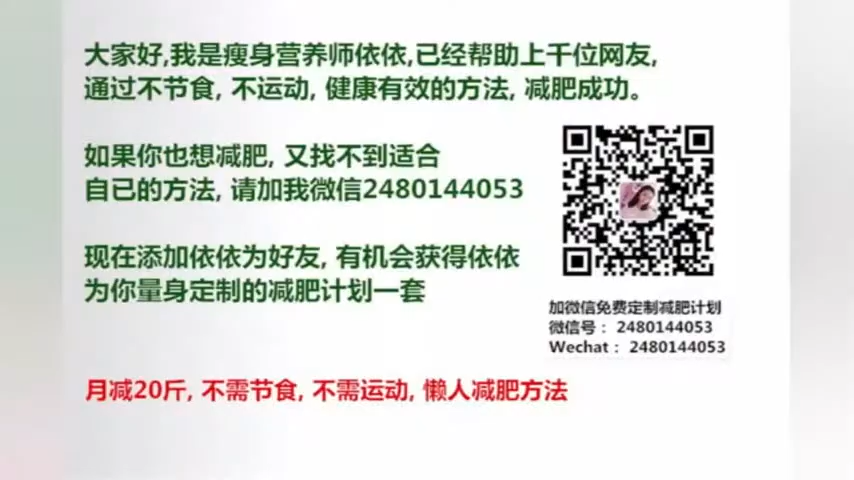 大家好,我是瘦身营养师依依,已经帮助上千位网友,
通过不节食, 不运动, 健康有效的方法, 减肥成功。
如果你也想减肥, 又找不到适合
自已的方法, 请加我微信2480144053
现在添加依依为好友, 有机会获得依依
为你量身定制的减肥计划一套
加微信免费定制减肥计划
微信号： 2480144053
Wechat： 2480144053
月减20斤, 不需节食, 不需运动, 懒人减肥方法